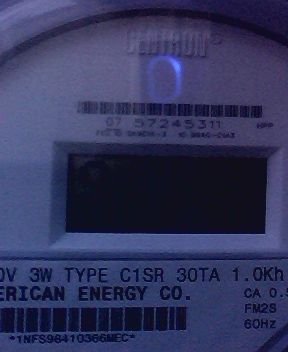 CENTRON®
07 57245311
0V 3W TYPE C1SR 30TA 1.0Kh
ERICAN ENERGY CO.
CA 0.5
FM2S
60Hz
*1NFS98410366MEC*